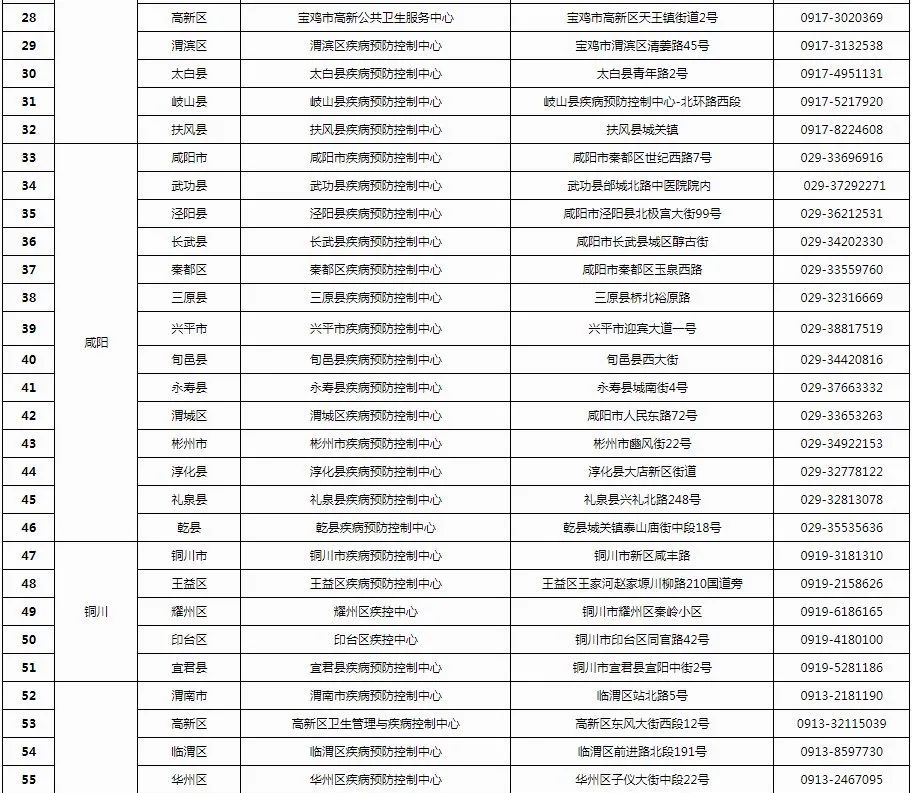 28 高新区 宝鸡市高新公共卫生服务中心 宝鸡市高新区天王镇街道2号 0917-3020369
29 渭滨区 渭滨区疾病预防控制中心 宝鸡市渭滨区清姜路45号 0917-3132538
30 太白县 太白县疾病预防控制中心 太白县青年路2号 0917-4951131
31 岐山县 岐山县疾病预防控制中心 岐山县疾病预防控制中心-北环路西段 0917-5217920
32 扶风县 扶风县疾病预防控制中心 扶风县城关镇 0917-8224608
33 咸阳市 咸阳市疾病预防控制中心 咸阳市秦都区世纪西路7号 029-33696916
34 武功县 武功县疾病预防控制中心 武功县邰城北路中医院院内 029-37292271
35 泾阳县 泾阳县疾病预防控制中心 咸阳市泾阳县北极宫大街99号 029-36212531
36 长武县 长武县疾病预防控制中心 咸阳市长武县城区醇古街 029-34202330
37 秦都区 秦都区疾病预防控制中心 咸阳市秦都区玉泉西路 029-33559760
38 三原县 三原县疾病预防控制中心 三原县桥北裕原路 029-32316669
39 咸阳 兴平市 兴平市疾病预防控制中心 兴平市迎宾大道一号 029-38817519
40 旬邑县 旬邑县疾病预防控制中心 旬邑县西大街 029-34420816
41 永寿县 永寿县疾病预防控制中心 永寿县城南街4号 029-37663332
42 渭城区 渭城区疾病预防控制中心 咸阳市人民东路72号 029-33653263
43 彬州市 彬州市疾病预防控制中心 彬州市豳风街22号 029-34922153
44 淳化县 淳化县疾病预防控制中心 淳化县大店新区街道 029-32778122
45 礼泉县 礼泉县疾病预防控制中心 礼泉县兴礼北路248号 029-32813078
46 乾县 乾县疾病预防控制中心 乾县城关镇泰山庙街中段18号 029-35535636
47 铜川市 铜川市疾病预防控制中心 铜川市新区咸丰路 0919-3181310
48 王益区 王益区疾病预防控制中心 王益区王家河赵家塬川柳路210国道旁 0919-2158626
49 铜川 耀州区 耀州区疾控中心 铜川市耀州区秦岭小区 0919-6186165
50 印台区 印台区疾控中心 铜川市印台区同官路42号 0919-4180100
51 宜君县 宜君县疾病预防控制中心 铜川市宜君县宜阳中街2号 0919-5281186
52 渭南市 渭南市疾病预防控制中心 临渭区站北路5号 0913-2181190
53 高新区 高新区卫生管理与疾病控制中心 高新区东风大街西段12号 0913-32115039
54 临渭区 临渭区疾病预防控制中心 临渭区前进路北段191号 0913-8597730
55 华州区 华州区疾病预防控制中心 华州区子仪大街中段22号 0913-2467095